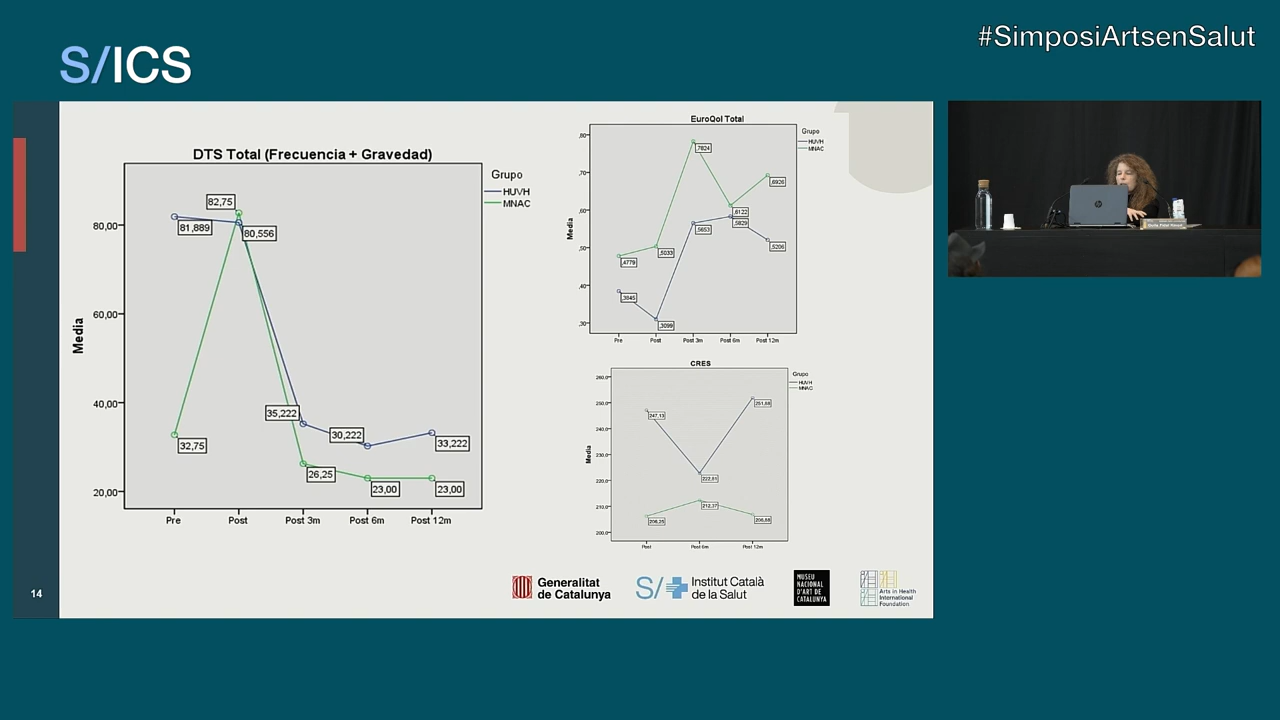 S/ICS
#SimposiArtsenSalut
DTS Total (Frecuencia + Gravedad)
Media
80,00
60,00
40,00
20,00
82,75
81,889
80,556
35,222
30,222
33,222
32,75
26,25
23,00
23,00
Pre
Post
Post 3m
Post 6m
Post 12m
Grupo
HUVH
MNAC
EuroQol Total
Media
,80
,70
,60
,50
,40
,30
,7824
,6926
,6122
,5829
,5653
,5033
,5206
,4779
,3845
,3099
Pre
Post
Post 3m
Post 6m
Post 12m
Grupo
HUVH
MNAC
CRES
Media
260,0
250,0
240,0
230,0
220,0
210,0
200,0
247,13
251,88
222,81
212,37
206,25
Post
Post 6m
Post 12m
Grupo
HUVH
MNAC
14
Generalitat
de Catalunya
S/
Institut Català
de la Salut
MUSEU
NACIONAL
D'ART DE
CATALUNYA
Arts in Health
International
Foundation
hp